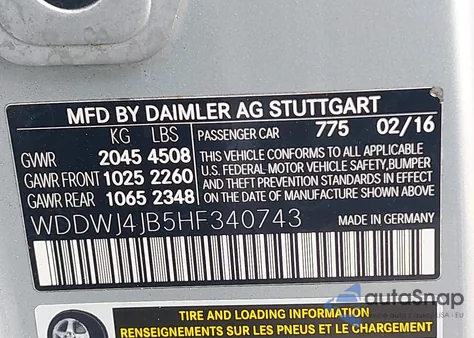 MFD BY DAIMLER AG STUTTGART
KG LBS
PASSENGER CAR 775 02/16
GVWR 2045 4508
GAWR FRONT 1025 2260
GAWR REAR 1065 2348
THIS VEHICLE CONFORMS TO ALL APPLICABLE
U.S. FEDERAL MOTOR VEHICLE SAFETY, BUMPER
AND THEFT PREVENTION STANDARDS IN EFFECT
ON THE DATE OF MANUFACTURE SHOWN ABOVE
WDDWJ4JB5HF340743 MADE IN GERMANY
TIRE AND LOADING INFORMATION
RENSEIGNEMENTS SUR LES PNEUS ET LE CHARGEMENT
autoSnap